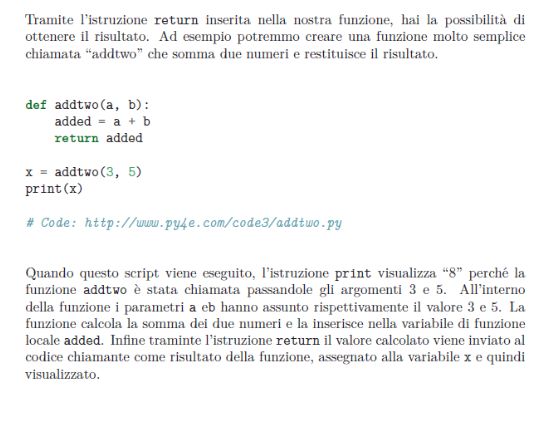 Tramite l'istruzione return inserita nella nostra funzione, hai la possibilità di
ottenere il risultato. Ad esempio potremmo creare una funzione molto semplice
chiamata “addtwo” che somma due numeri e restituisce il risultato.
def addtwo(a, b):
    added = a + b
    return added
x = addtwo(3, 5)
print(x)
# Code: http://www.py4e.com/code3/addtwo.py
Quando questo script viene eseguito, l'istruzione print visualizza “8” perché la
funzione addtwo è stata chiamata passandole gli argomenti 3 e 5. All'interno
della funzione i parametri a eb hanno assunto rispettivamente il valore 3 e 5. La
funzione calcola la somma dei due numeri e la inserisce nella variabile di funzione
locale added. Infine traminte l'istruzione return il valore calcolato viene inviato al
codice chiamante come risultato della funzione, assegnato alla variabile x e quindi
visualizzato.